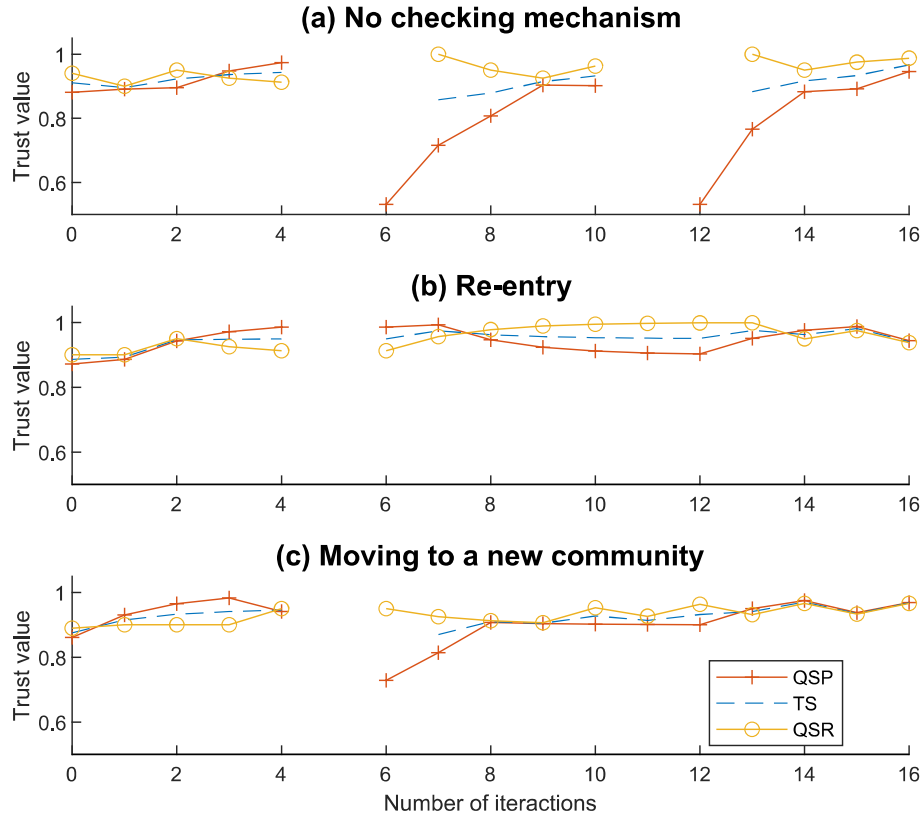 (a) No checking mechanism
Trust value
1
0.8
0.6
0 2 4 6 8 10 12 14 16
(b) Re-entry
Trust value
1
0.8
0.6
0 2 4 6 8 10 12 14 16
(c) Moving to a new community
Trust value
1
0.8
0.6
QSP
TS
QSR
0 2 4 6 8 10 12 14 16
Number of iteractions